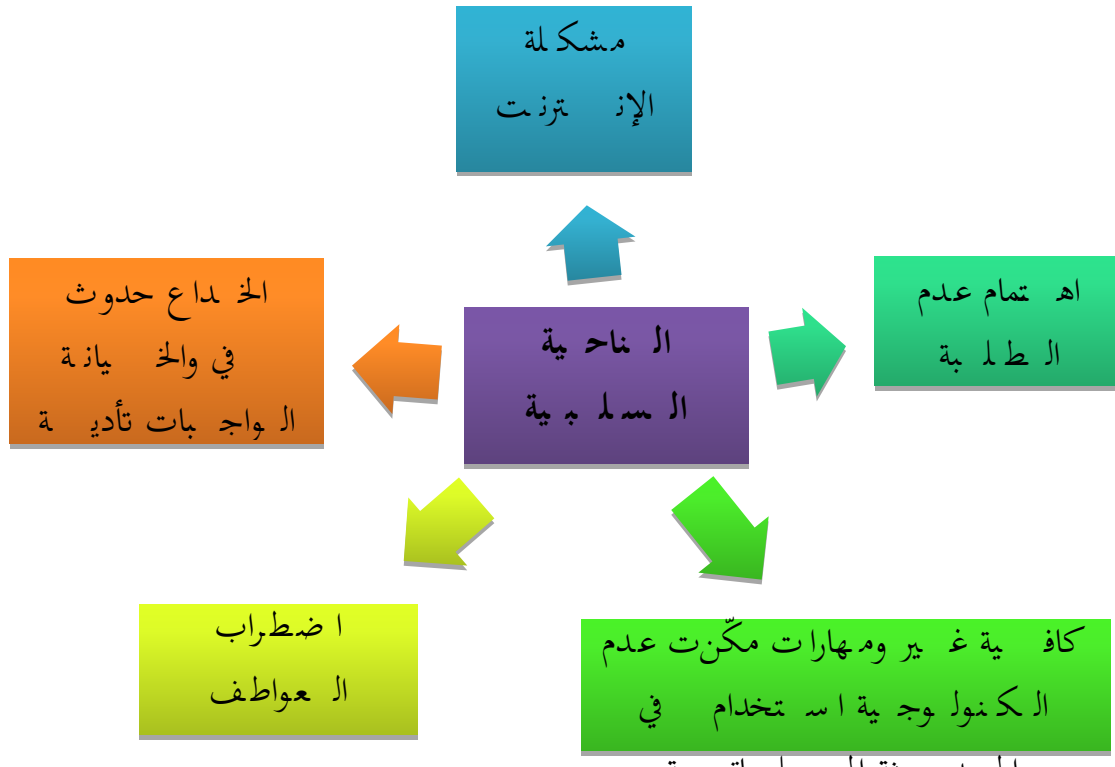 مشكلة
الإنترنت
اهتمام عدم
الطلبة
الخداع حدوث
في والخيانة
الواجبات تأدية
الناحية
السلبية
اضطراب
العواطف
كافية غير ومهارات مكّنت عدم
الكنولوجية استخدام في